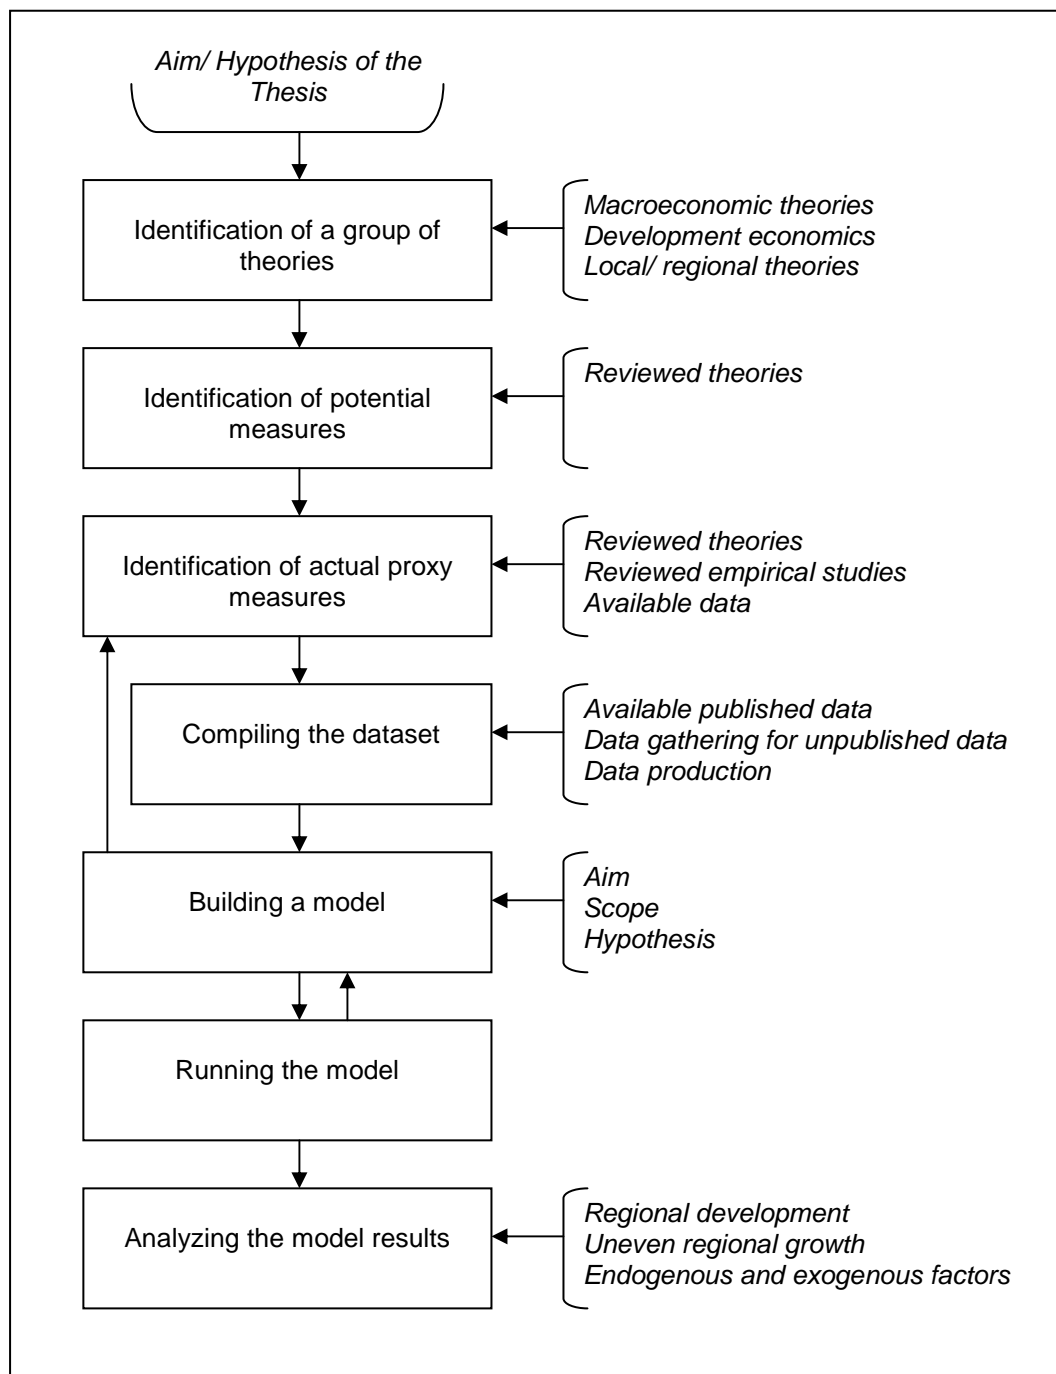 Aim/ Hypothesis of the
Thesis
Identification of a group of
theories
Macroeconomic theories
Development economics
Local/ regional theories
Identification of potential
measures
Reviewed theories
Identification of actual proxy
measures
Reviewed theories
Reviewed empirical studies
Available data
Compiling the dataset
Available published data
Data gathering for unpublished data
Data production
Building a model
Aim
Scope
Hypothesis
Running the model
Analyzing the model results
Regional development
Uneven regional growth
Endogenous and exogenous factors